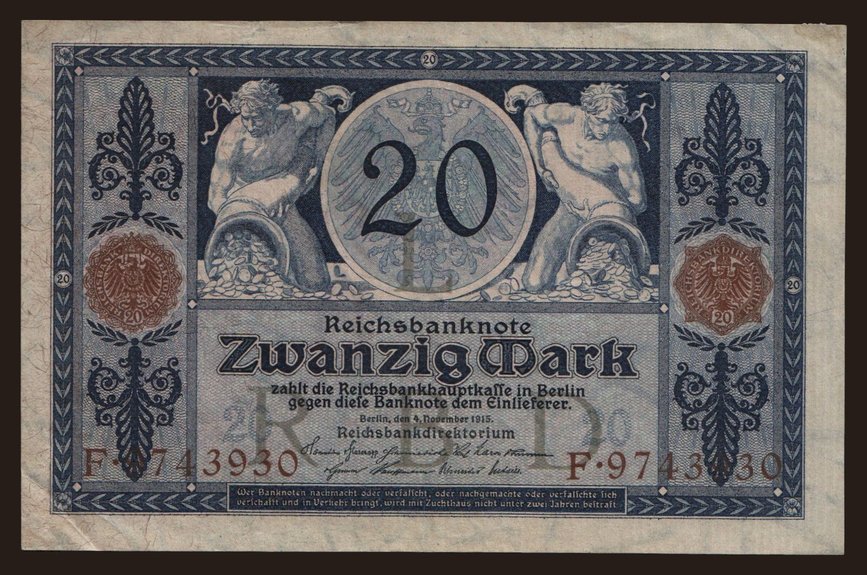 20
20
Reichsbanknote
Zwanzig Mark
zahlt die Reichsbankhauptkasse in Berlin
gegen diese Banknote dem Einlieferer.
Berlin, den 4. November 1915.
Reichsbankdirektorium
20 20
F·9743930 F·9743930
Wer Banknoten nachmacht oder verfälscht, oder nachgemachte oder verfälschte sich
verschafft und in Verkehr bringt, wird mit Zuchthaus nicht unter zwei Jahren bestraft
20
20
20
20